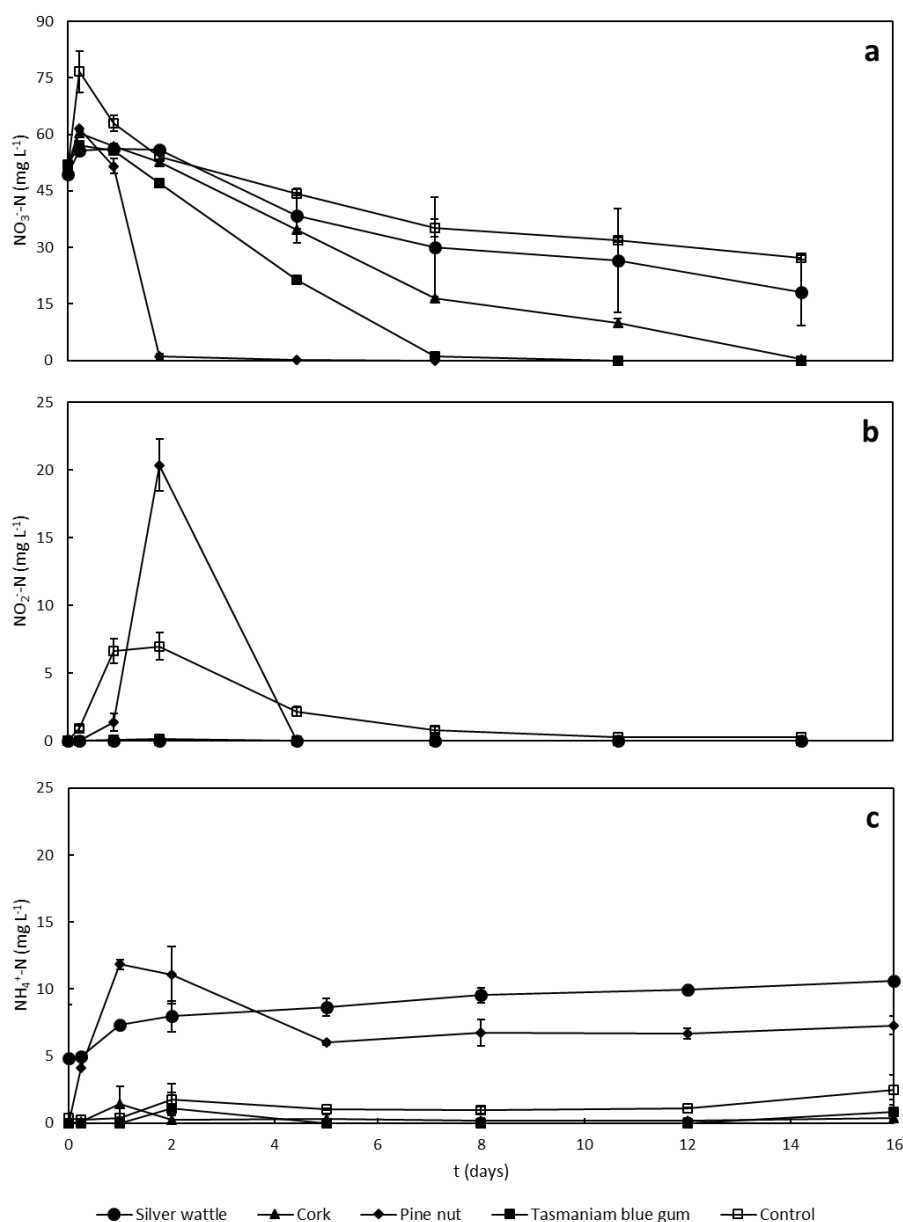 90
75
60
45
30
15
0
NO₃⁻-N (mg L⁻¹)
a
25
20
15
10
5
0
NO₂⁻-N (mg L⁻¹)
b
25
20
15
10
5
0
NH₄⁺-N (mg L⁻¹)
c
0 2 4 6 8 10 12 14 16
t (days)
Silver wattle Cork Pine nut Tasmaniam blue gum Control